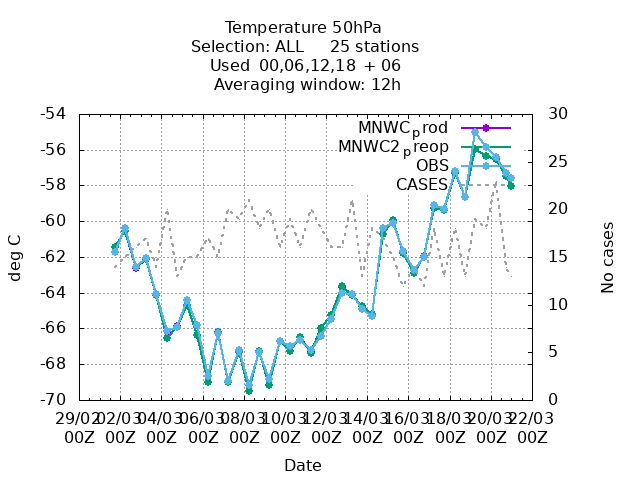 Temperature 50hPa
Selection: ALL 25 stations
Used 00,06,12,18 + 06
Averaging window: 12h
MNWCprod
MNWC2preop
OBS
CASES
-54
-56
-58
-60
-62
-64
-66
-68
-70
deg C
30
25
20
15
10
5
0
No cases
29/02 02/03 04/03 06/03 08/03 10/03 12/03 14/03 16/03 18/03 20/03 22/03
00Z 00Z 00Z 00Z 00Z 00Z 00Z 00Z 00Z 00Z 00Z 00Z
Date